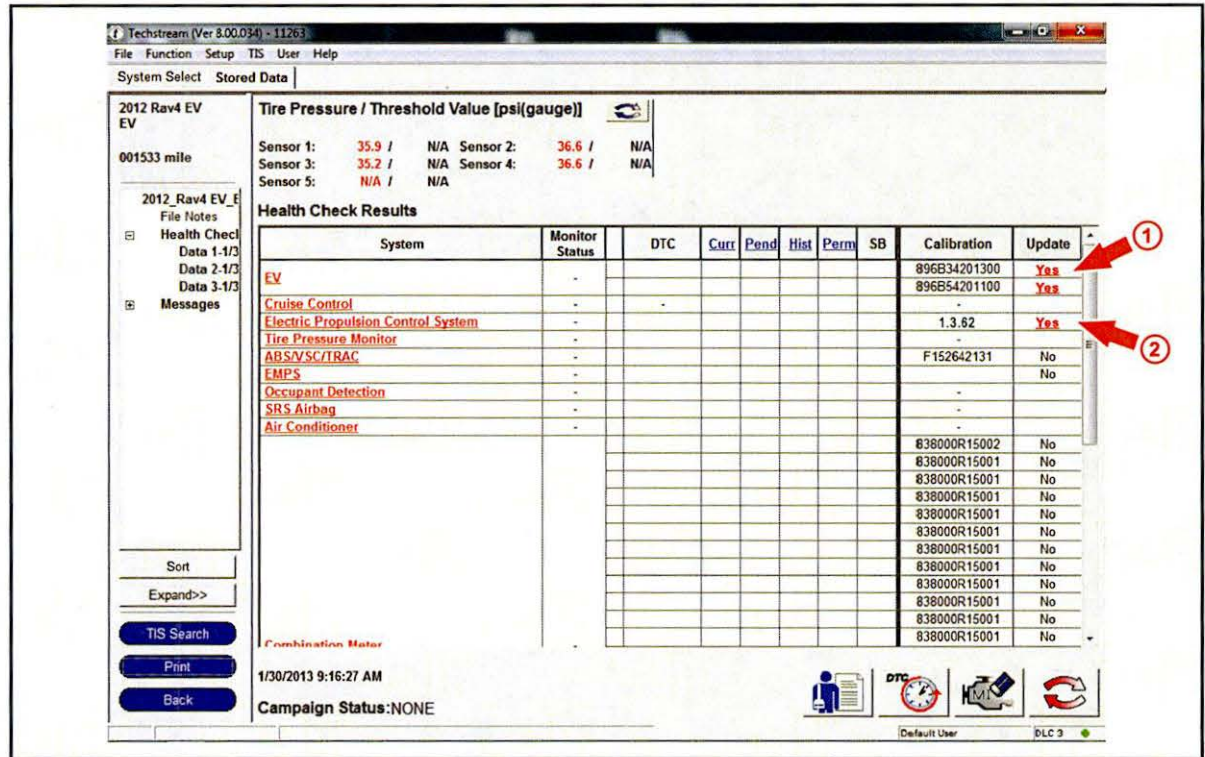 Techstream (Ver 8.00.034) - 11263
File Function Setup TIS User Help
System Select Stored Data
2012 Rav4 EV
EV
001533 mile
2012_Rav4 EV_E
File Notes
Health Checl
Data 1-1/3
Data 2-1/3
Data 3-1/3
Messages
Sort
Expand>>
TIS Search
Print
Back
Tire Pressure / Threshold Value [psi(gauge)]
Sensor 1: 35.9 / N/A Sensor 2: 36.6 / N/A
Sensor 3: 35.2 / N/A Sensor 4: 36.6 / N/A
Sensor 5: N/A / N/A
Health Check Results
System Monitor Status DTC Curr Pend Hist Perm SB Calibration Update
EV - 896B34201300 Yes
896B54201100 Yes
Cruise Control - - -
Electric Propulsion Control System - 1.3.62 Yes
Tire Pressure Monitor - -
ABS/VSC/TRAC - F152642131 No
EMPS - No
Occupant Detection - -
SRS Airbag - -
Air Conditioner - -
838000R15002 No
838000R15001 No
838000R15001 No
838000R15001 No
838000R15001 No
838000R15001 No
838000R15001 No
838000R15001 No
838000R15001 No
838000R15001 No
838000R15001 No
Combination Meter - 838000R15001 No
1
2
1/30/2013 9:16:27 AM
Campaign Status:NONE
DTC
MI
Default User
DLC 3